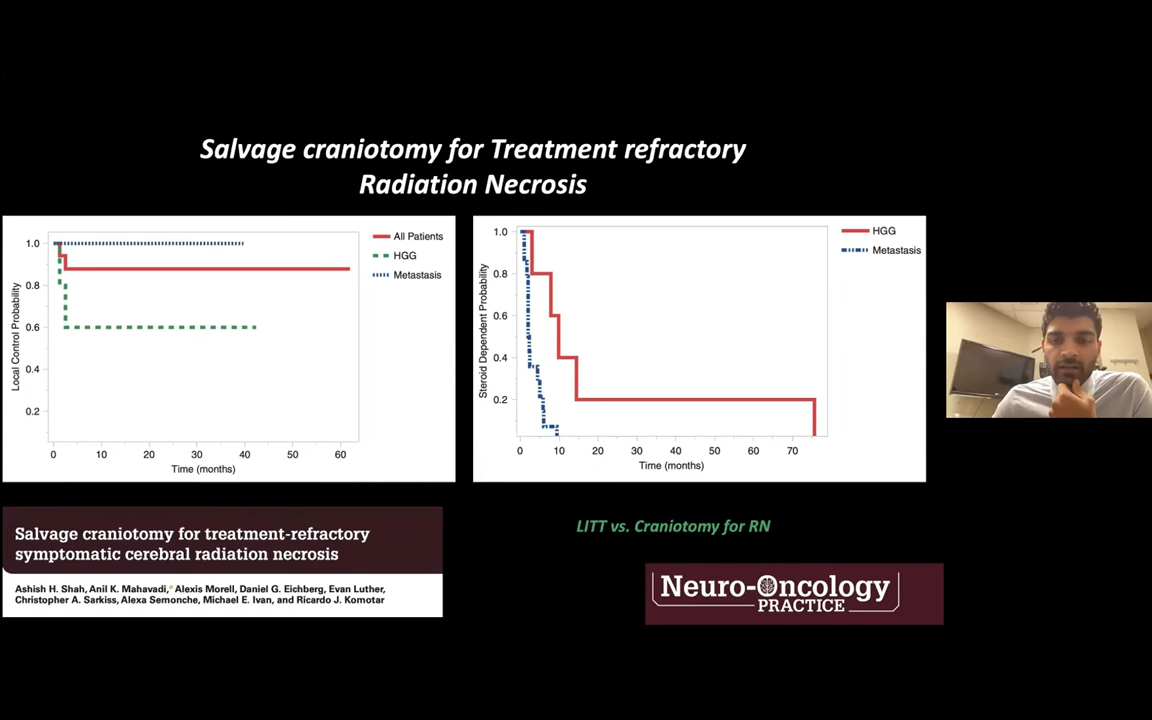 Salvage craniotomy for Treatment refractory
Radiation Necrosis
1.0
0.8
0.6
0.4
0.2
Local Control Probability
0 10 20 30 40 50 60
Time (months)
All Patients
HGG
Metastasis
1.0
0.8
0.6
0.4
0.2
Steroid Dependent Probability
0 10 20 30 40 50 60 70
Time (months)
HGG
Metastasis
Salvage craniotomy for treatment-refractory
symptomatic cerebral radiation necrosis
Ashish H. Shah, Anil K. Mahavadi,* Alexis Morell, Daniel G. Eichberg, Evan Luther,
Christopher A. Sarkiss, Alexa Semonche, Michael E. Ivan, and Ricardo J. Komotar
LITT vs. Craniotomy for RN
Neuro-Oncology
PRACTICE